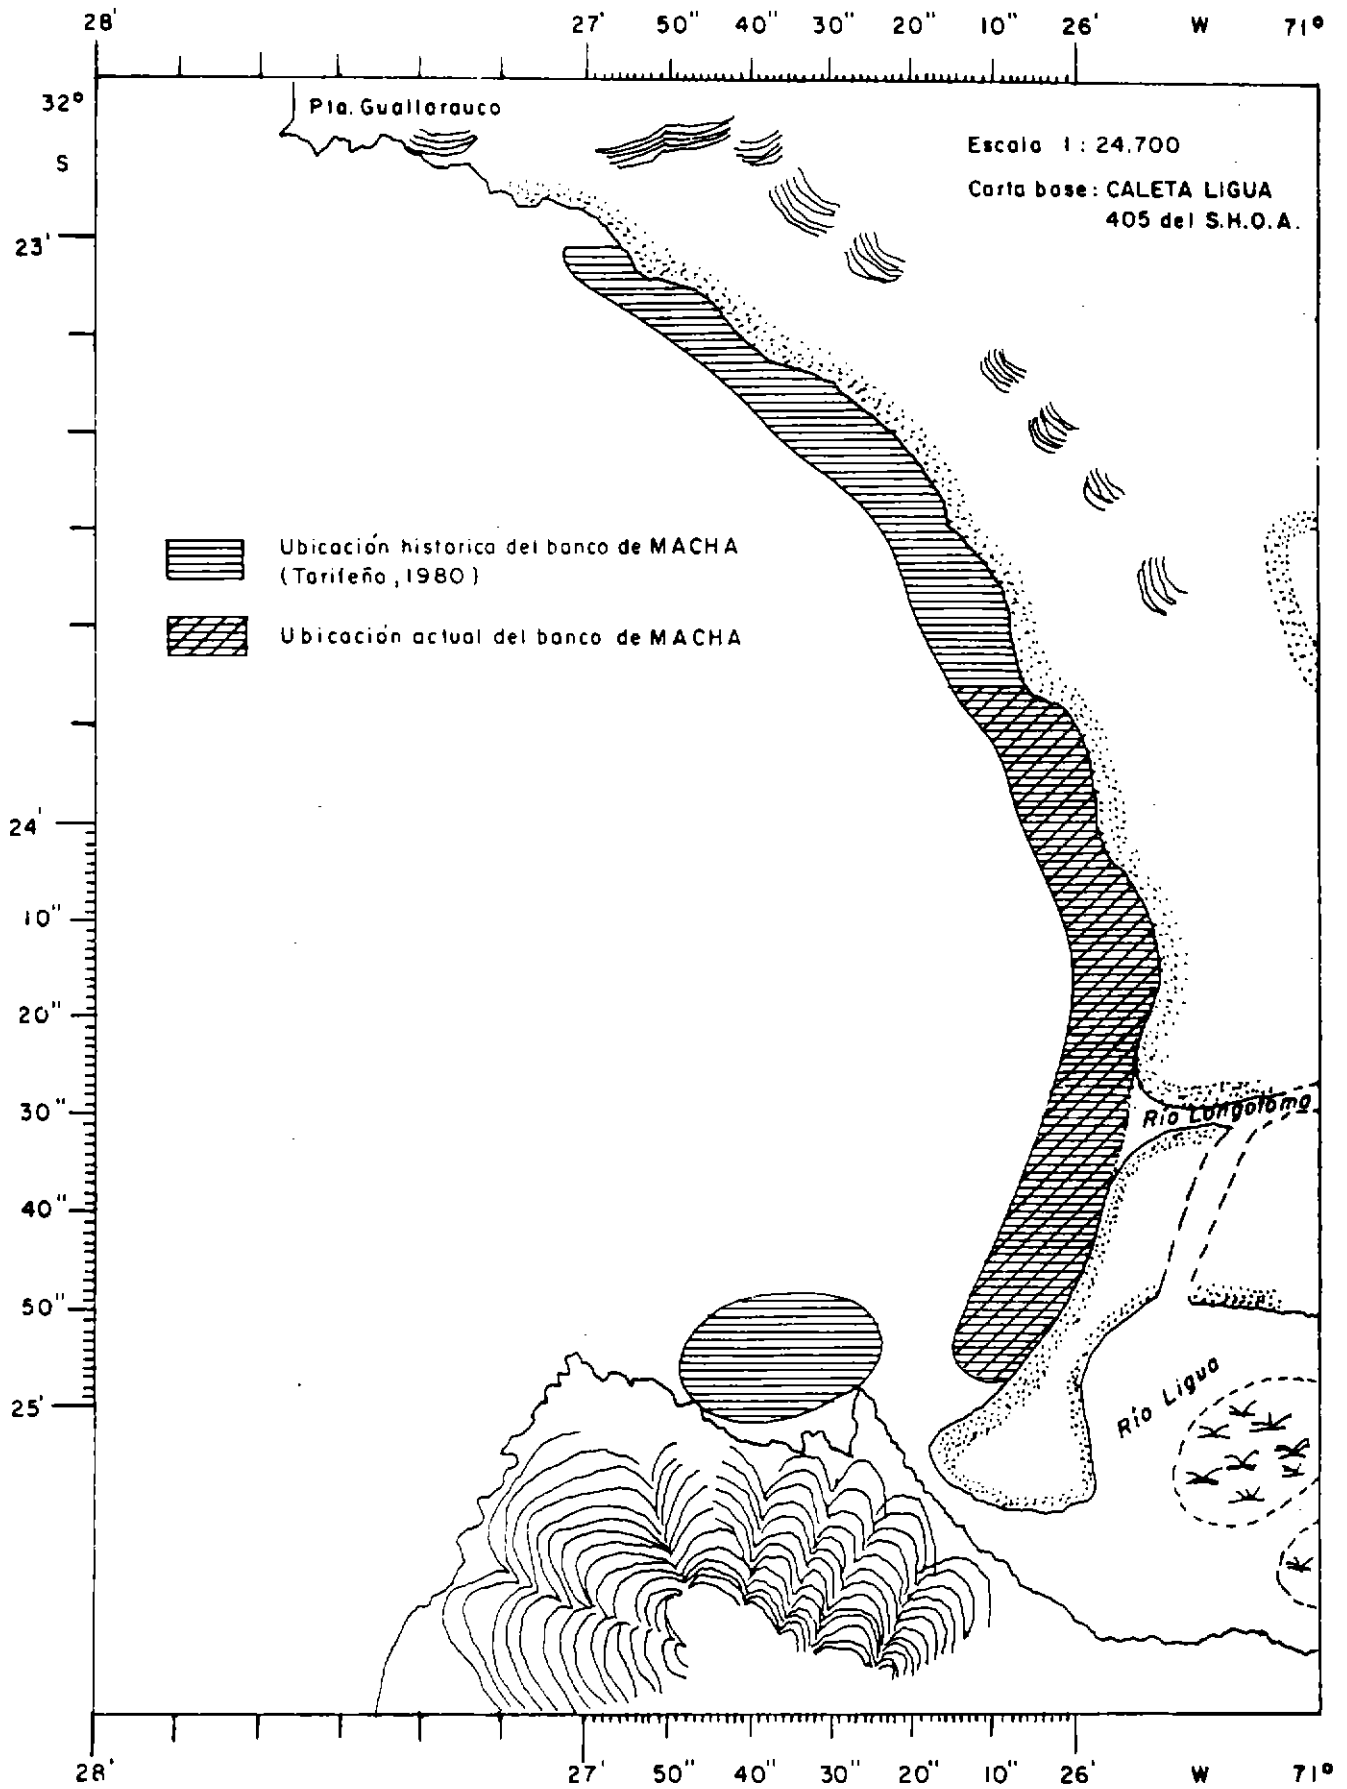 28' 27' 50" 40" 30" 20" 10" 26' W 71°
32°
S
Pta. Guallarauco
Escala 1: 24.700
Carta base: CALETA LIGUA
405 del S.H.O.A.
23'
Ubicación historica del banco de MACHA
(Tarifeño, 1980)
Ubicación actual del banco de MACHA
24'
10"
20"
30"
Río Longotoma
40"
50"
Río Ligua
25'
28' 27' 50" 40" 30" 20" 10" 26' W 71°